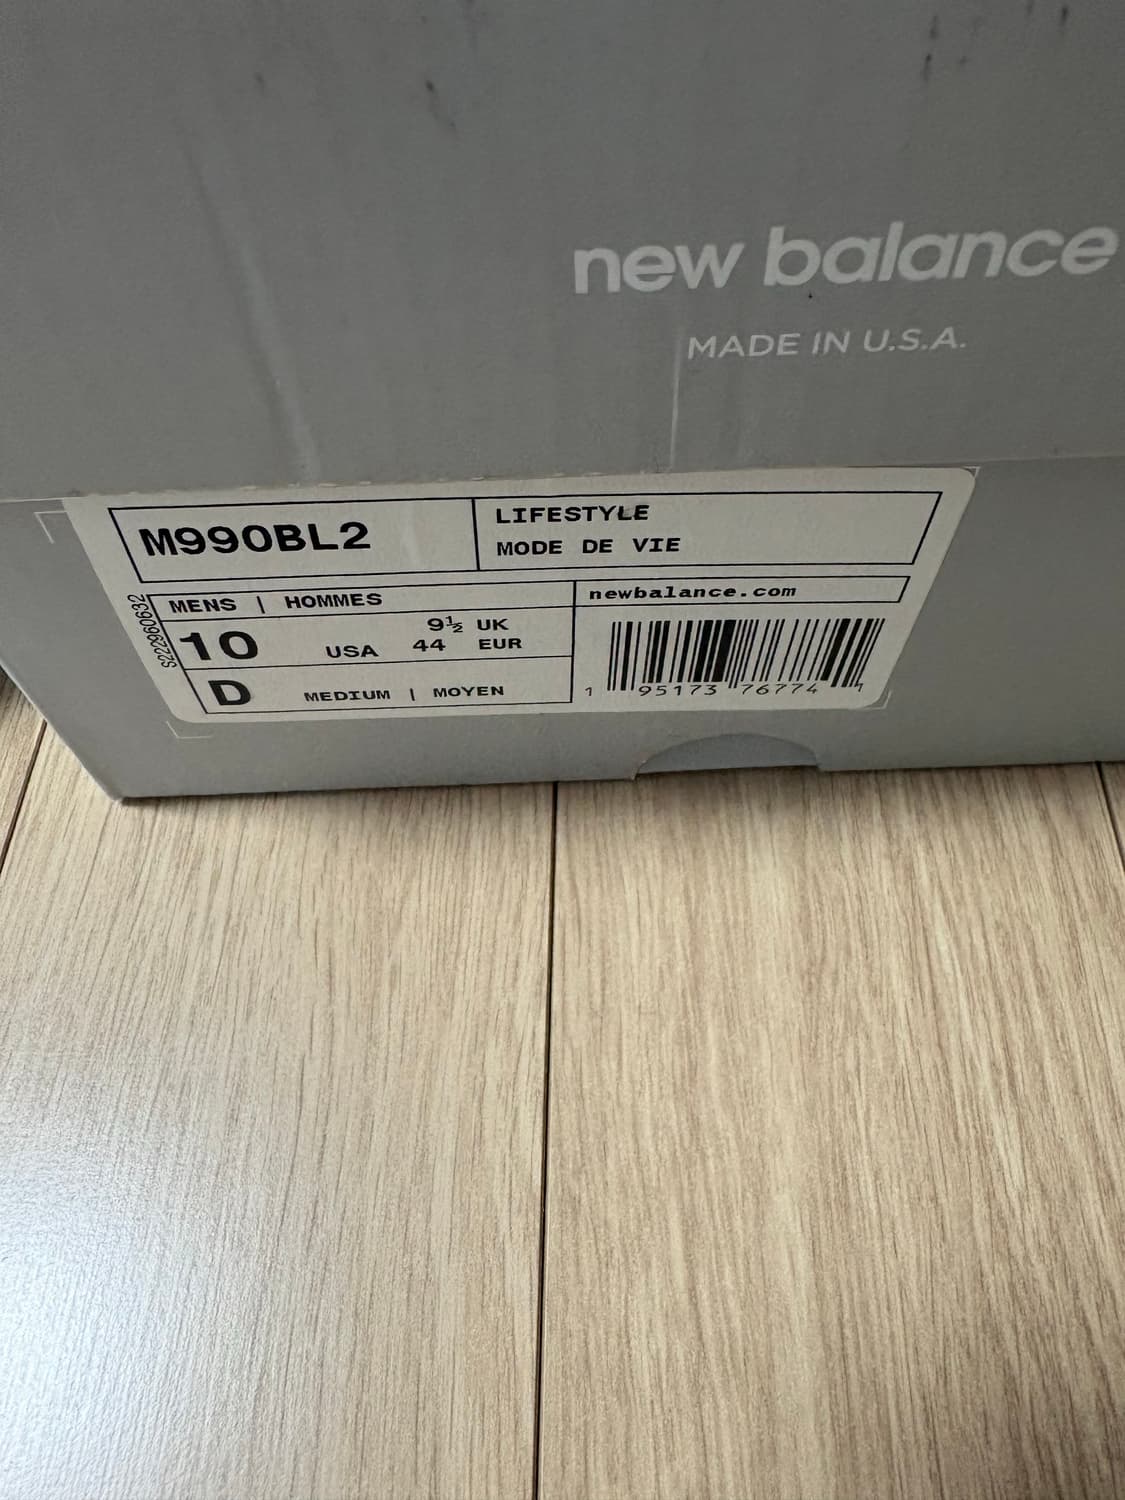 new balance
MADE IN U.S.A.
M990BL2
LIFESTYLE
MODE DE VIE
S222960632
MENS | HOMMES
10 USA 9½ UK
44 EUR
D MEDIUM | MOYEN
newbalance.com
1 95173 76774 1